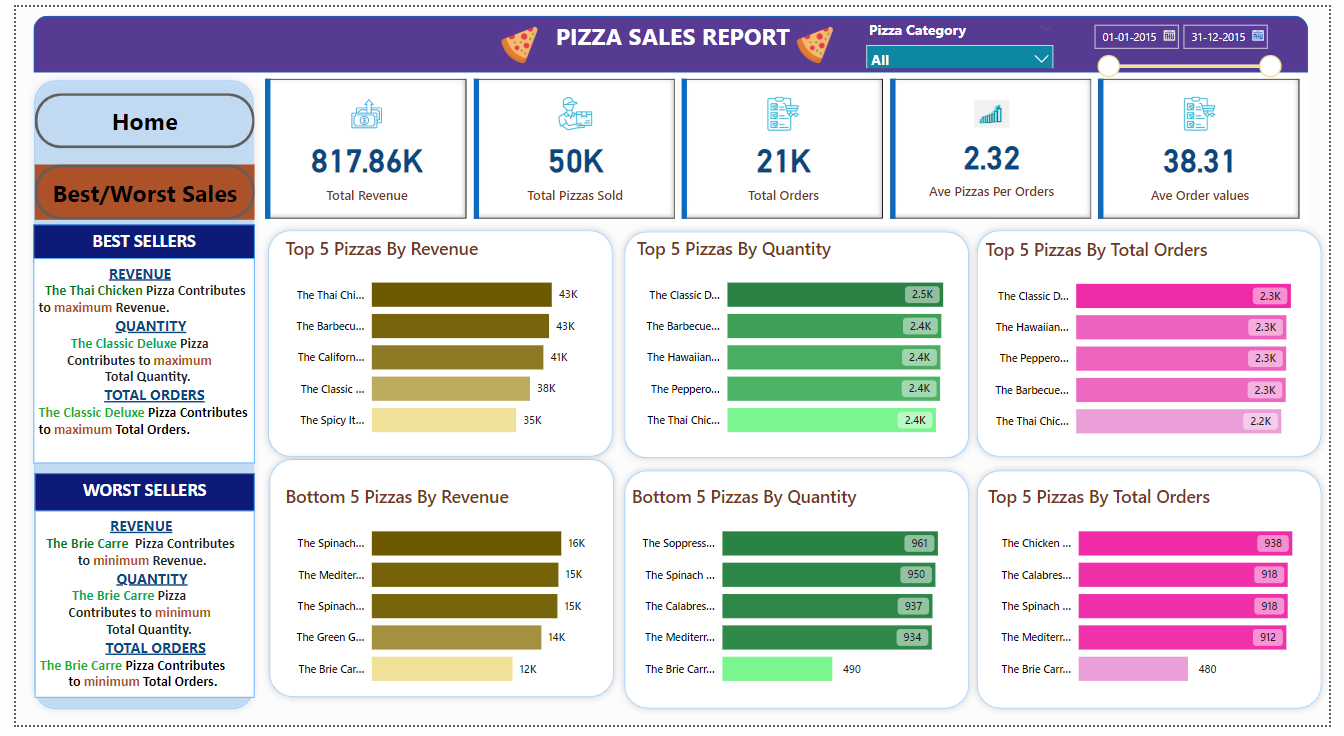 PIZZA SALES REPORT
Pizza Category
All
01-01-2015
31-12-2015
Home
Best/Worst Sales
817.86K
Total Revenue
50K
Total Pizzas Sold
21K
Total Orders
2.32
Ave Pizzas Per Orders
38.31
Ave Order values
BEST SELLERS
REVENUE
The Thai Chicken Pizza Contributes
to maximum Revenue.
QUANTITY
The Classic Deluxe Pizza
Contributes to maximum
Total Quantity.
TOTAL ORDERS
The Classic Deluxe Pizza Contributes
to maximum Total Orders.
WORST SELLERS
REVENUE
The Brie Carre Pizza Contributes
to minimum Revenue.
QUANTITY
The Brie Carre Pizza
Contributes to minimum
Total Quantity.
TOTAL ORDERS
The Brie Carre Pizza Contributes
to minimum Total Orders.
Top 5 Pizzas By Revenue
The Thai Chi... 43K
The Barbecu... 43K
The Californ... 41K
The Classic ... 38K
The Spicy It... 35K
Top 5 Pizzas By Quantity
The Classic D... 2.5K
The Barbecue... 2.4K
The Hawaiian... 2.4K
The Peppero... 2.4K
The Thai Chic... 2.4K
Top 5 Pizzas By Total Orders
The Classic D... 2.3K
The Hawaiian... 2.3K
The Peppero... 2.3K
The Barbecue... 2.3K
The Thai Chic... 2.2K
Bottom 5 Pizzas By Revenue
The Spinach... 16K
The Mediter... 15K
The Spinach... 15K
The Green G... 14K
The Brie Car... 12K
Bottom 5 Pizzas By Quantity
The Soppress... 961
The Spinach ... 950
The Calabres... 937
The Mediterr... 934
The Brie Carr... 490
Top 5 Pizzas By Total Orders
The Chicken ... 938
The Calabres... 918
The Spinach ... 918
The Mediterr... 912
The Brie Carr... 480